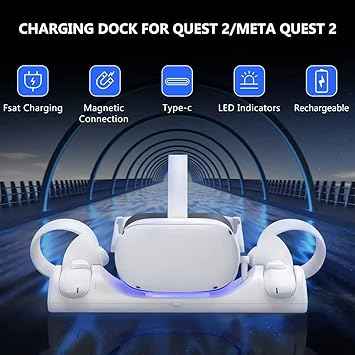 CHARGING DOCK FOR QUEST 2/META QUEST 2
Fsat Charging
Magnetic
Connection
Type-c
LED Indicators
Rechargeable